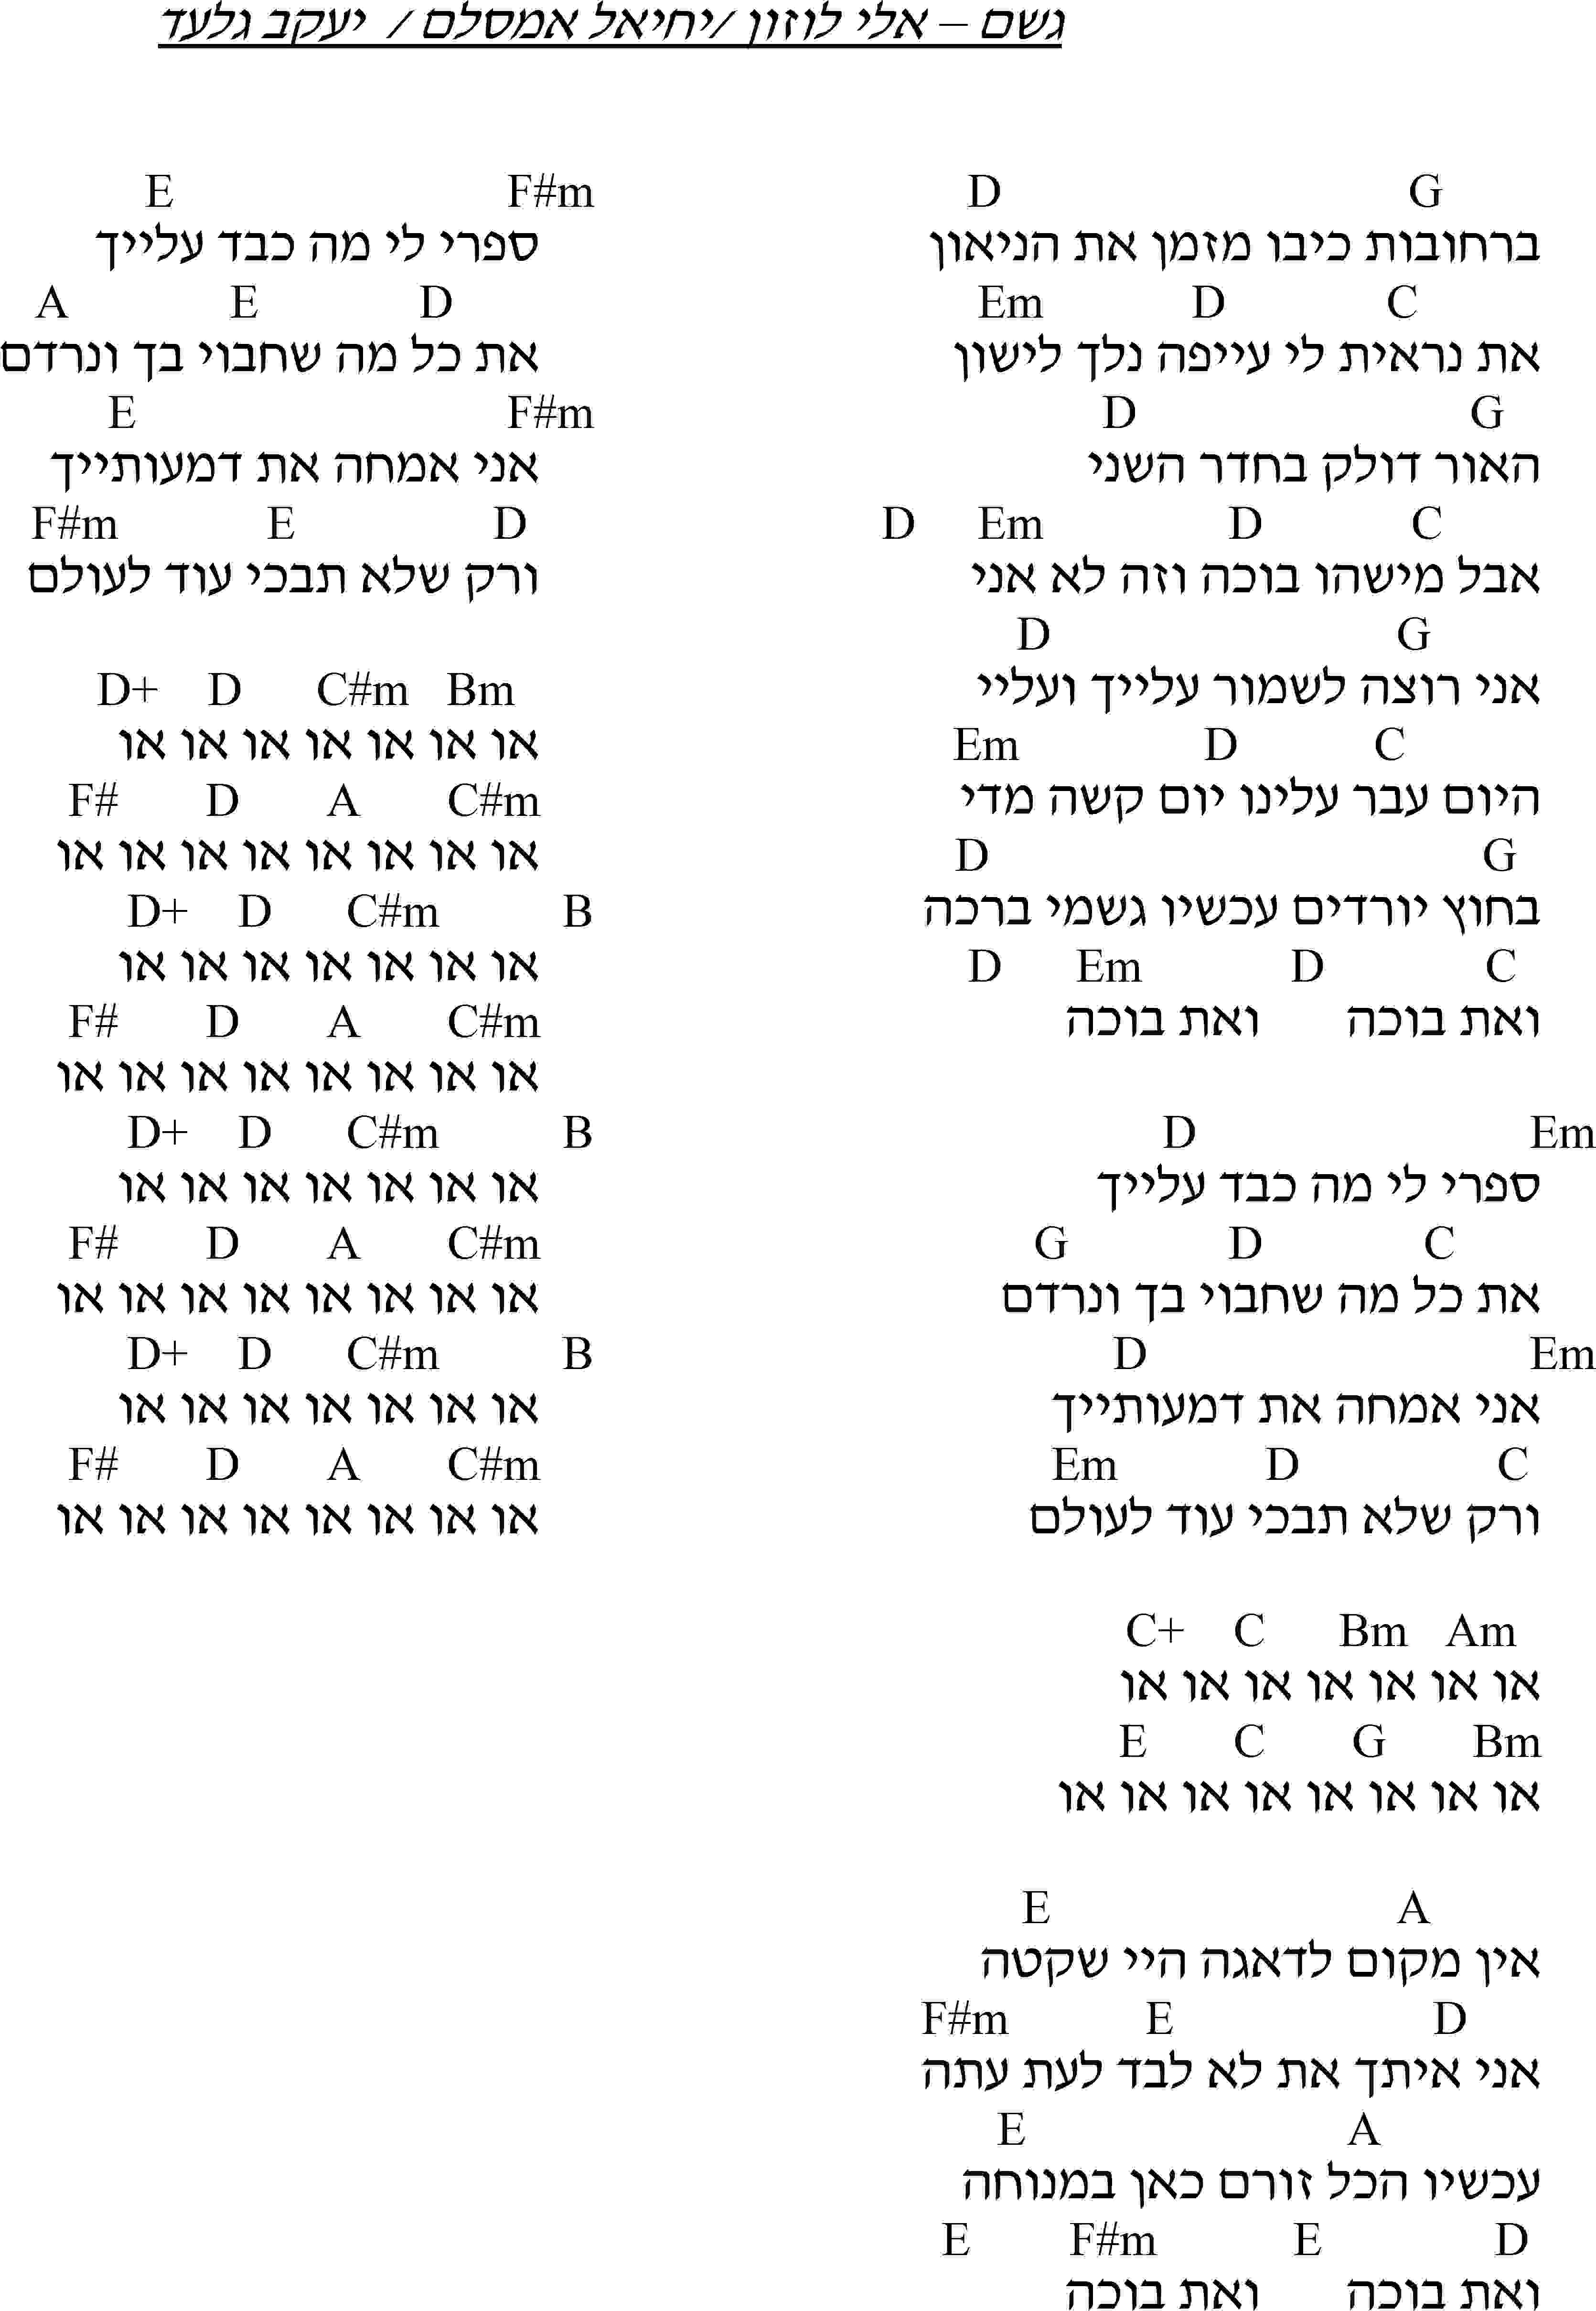 גשם – אלי לוזון /יחיאל אמסלם / יעקב גלעד
D G
ברחובות כיבו מזמן את הניאון
Em D C
את נראית לי עייפה נלך לישון
D G
האור דולק בחדר השני
D Em D C
אבל מישהו בוכה וזה לא אני
D G
אני רוצה לשמור עלייך ועליי
Em D C
היום עבר עלינו יום קשה מדי
D G
בחוץ יורדים עכשיו גשמי ברכה
D Em D C
ואת בוכה ואת בוכה
D Em
ספרי לי מה כבד עלייך
G D C
את כל מה שחבוי בך ונרדם
D Em
אני אמחה את דמעותייך
Em D C
ורק שלא תבכי עוד לעולם
C+ C Bm Am
או או או או או או או
E C G Bm
או או או או או או או או
E A
אין מקום לדאגה היי שקטה
F#m E D
אני איתך את לא לבד לעת עתה
E A
עכשיו הכל זורם כאן במנוחה
E F#m E D
ואת בוכה ואת בוכה
E F#m
ספרי לי מה כבד עלייך
A E D
את כל מה שחבוי בך ונרדם
E F#m
אני אמחה את דמעותייך
F#m E D
ורק שלא תבכי עוד לעולם
D+ D C#m Bm
או או או או או או או
F# D A C#m
או או או או או או או או
D+ D C#m B
או או או או או או או
F# D A C#m
או או או או או או או או
D+ D C#m B
או או או או או או או
F# D A C#m
או או או או או או או או
D+ D C#m B
או או או או או או או
F# D A C#m
או או או או או או או או